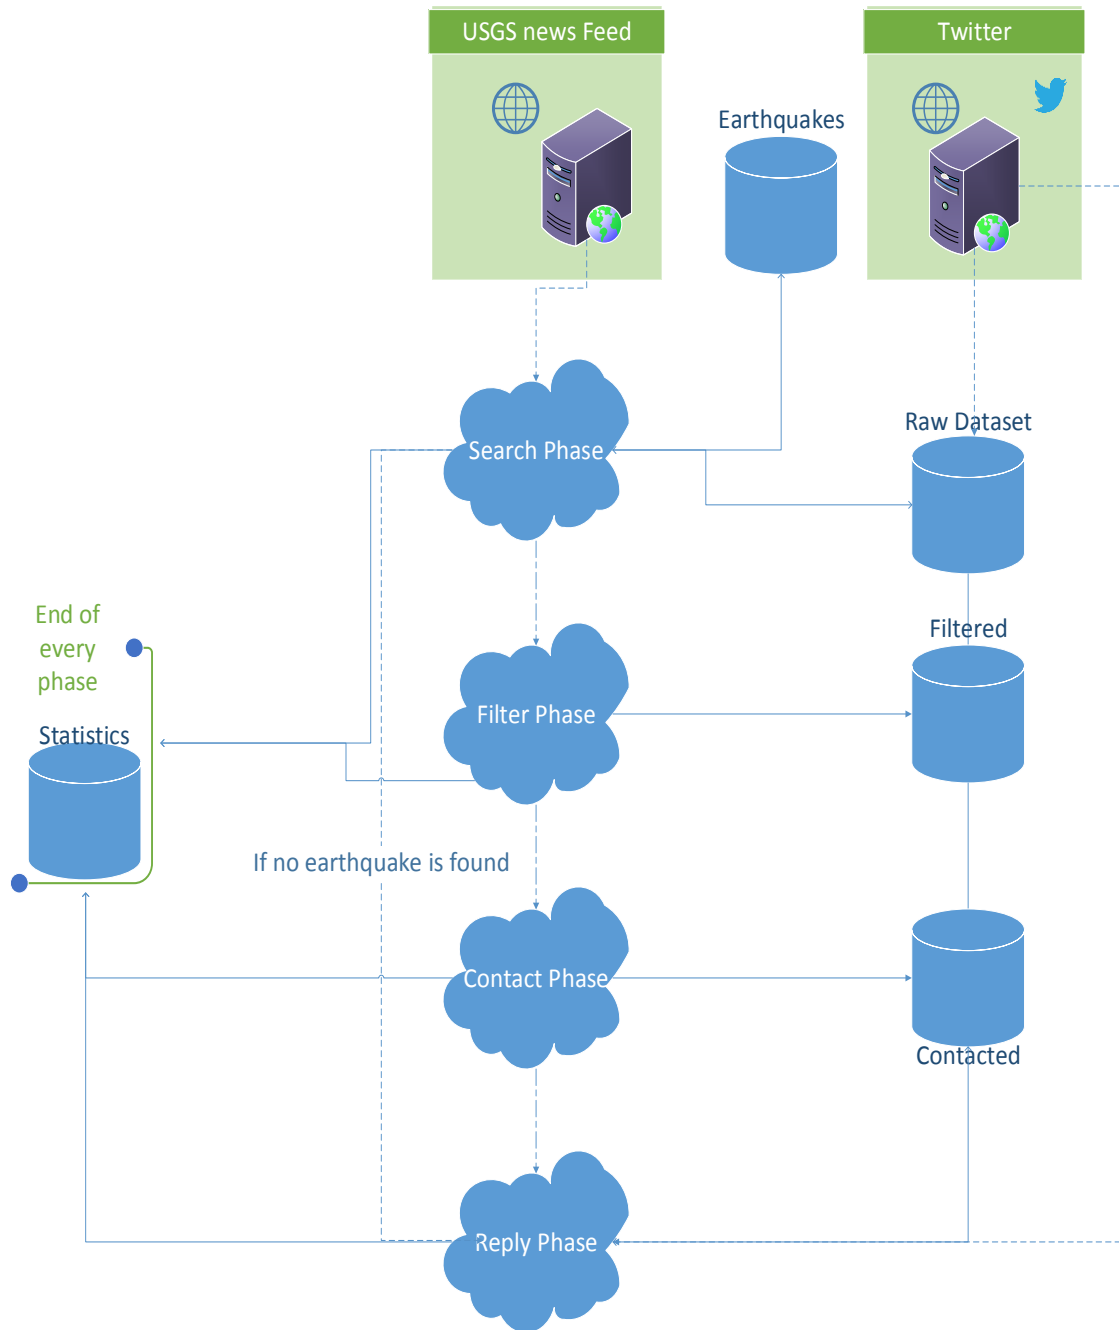 USGS news Feed
Twitter
Earthquakes
Search Phase
Raw Dataset
End of
every
phase
Filtered
Filter Phase
Statistics
If no earthquake is found
Contact Phase
Contacted
Reply Phase